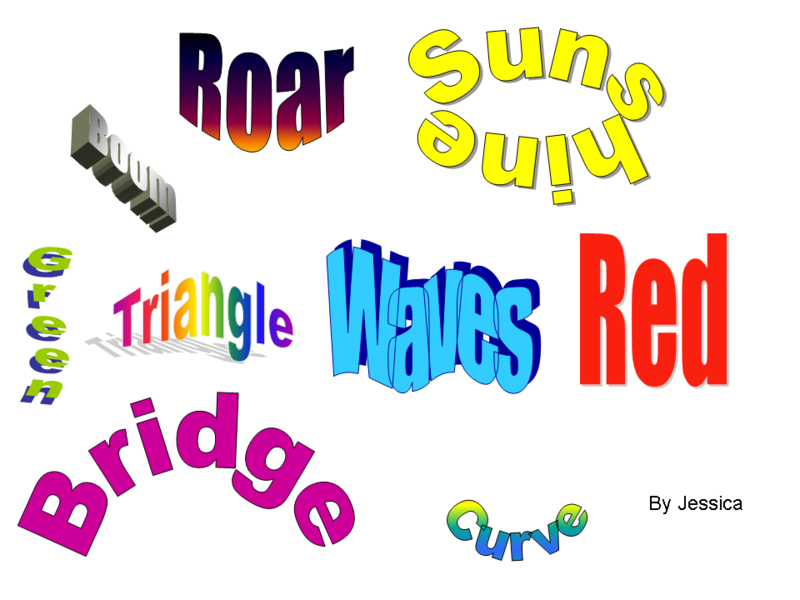 Roar
Sunshine
Boom
Green
Triangle
Waves
Red
Bridge
Curve
By Jessica